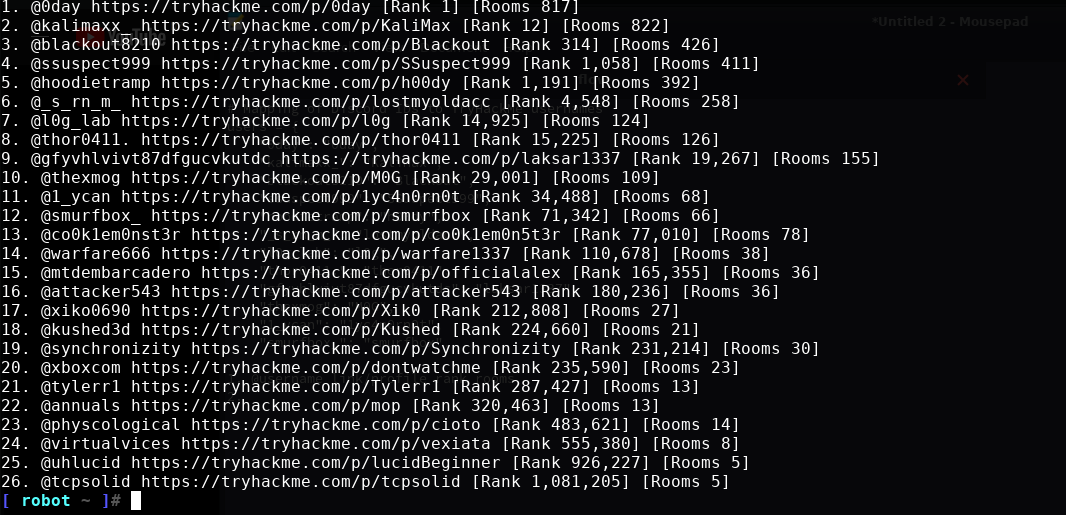 1. @0day https://tryhackme.com/p/0day [Rank 1] [Rooms 817]
2. @kalimaxx_ https://tryhackme.com/p/KaliMax [Rank 12] [Rooms 822]
*Untitled 2 - Mousepad
3. @blackout8210 https://tryhackme.com/p/Blackout [Rank 314] [Rooms 426]
4. @ssuspect999 https://tryhackme.com/p/SSuspect999 [Rank 1,058] [Rooms 411]
5. @hoodietramp https://tryhackme.com/p/h00dy [Rank 1,191] [Rooms 392]
6. @_s_rn_m_ https://tryhackme.com/p/lostmyoldacc [Rank 4,548] [Rooms 258]
7. @l0g_lab https://tryhackme.com/p/l0g [Rank 14,925] [Rooms 124]
8. @thor0411. https://tryhackme.com/p/thor0411 [Rank 15,225] [Rooms 126]
9. @gfyvhlvivt87dfgucvkutdc https://tryhackme.com/p/laksar1337 [Rank 19,267] [Rooms 155]
10. @thexmog https://tryhackme.com/p/M0G [Rank 29,001] [Rooms 109]
11. @1_ycan https://tryhackme.com/p/1yc4n0rn0t [Rank 34,488] [Rooms 68]
12. @smurfbox_ https://tryhackme.com/p/smurfbox [Rank 71,342] [Rooms 66]
13. @co0k1em0nst3r https://tryhackme.com/p/co0k1em0n5t3r [Rank 77,010] [Rooms 78]
14. @warfare666 https://tryhackme.com/p/warfare1337 [Rank 110,678] [Rooms 38]
15. @mtdembarcadero https://tryhackme.com/p/officialalex [Rank 165,355] [Rooms 36]
16. @attacker543 https://tryhackme.com/p/attacker543 [Rank 180,236] [Rooms 36]
17. @xiko0690 https://tryhackme.com/p/Xik0 [Rank 212,808] [Rooms 27]
18. @kushed3d https://tryhackme.com/p/Kushed [Rank 224,660] [Rooms 21]
19. @synchronizity https://tryhackme.com/p/Synchronizity [Rank 231,214] [Rooms 30]
20. @xboxcom https://tryhackme.com/p/dontwatchme [Rank 235,590] [Rooms 23]
21. @tylerr1 https://tryhackme.com/p/Tylerr1 [Rank 287,427] [Rooms 13]
22. @annuals https://tryhackme.com/p/mop [Rank 320,463] [Rooms 13]
23. @physcological https://tryhackme.com/p/cioto [Rank 483,621] [Rooms 14]
24. @virtualvices https://tryhackme.com/p/vexiata [Rank 555,380] [Rooms 8]
25. @uhlucid https://tryhackme.com/p/lucidBeginner [Rank 926,227] [Rooms 5]
26. @tcpsolid https://tryhackme.com/p/tcpsolid [Rank 1,081,205] [Rooms 5]
[ robot ~ ]#